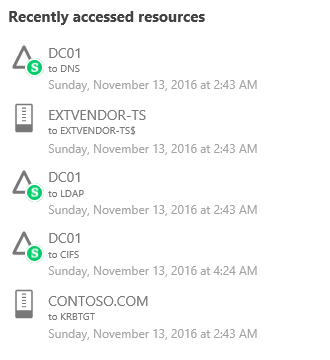 Recently accessed resources
DC01
S
to DNS
Sunday, November 13, 2016 at 2:43 AM
EXTVENDOR-TS
to EXTVENDOR-TS$
Sunday, November 13, 2016 at 2:43 AM
DC01
S
to LDAP
Sunday, November 13, 2016 at 2:43 AM
DC01
S
to CIFS
Sunday, November 13, 2016 at 4:24 AM
CONTOSO.COM
to KRBTGT
Sunday, November 13, 2016 at 2:43 AM